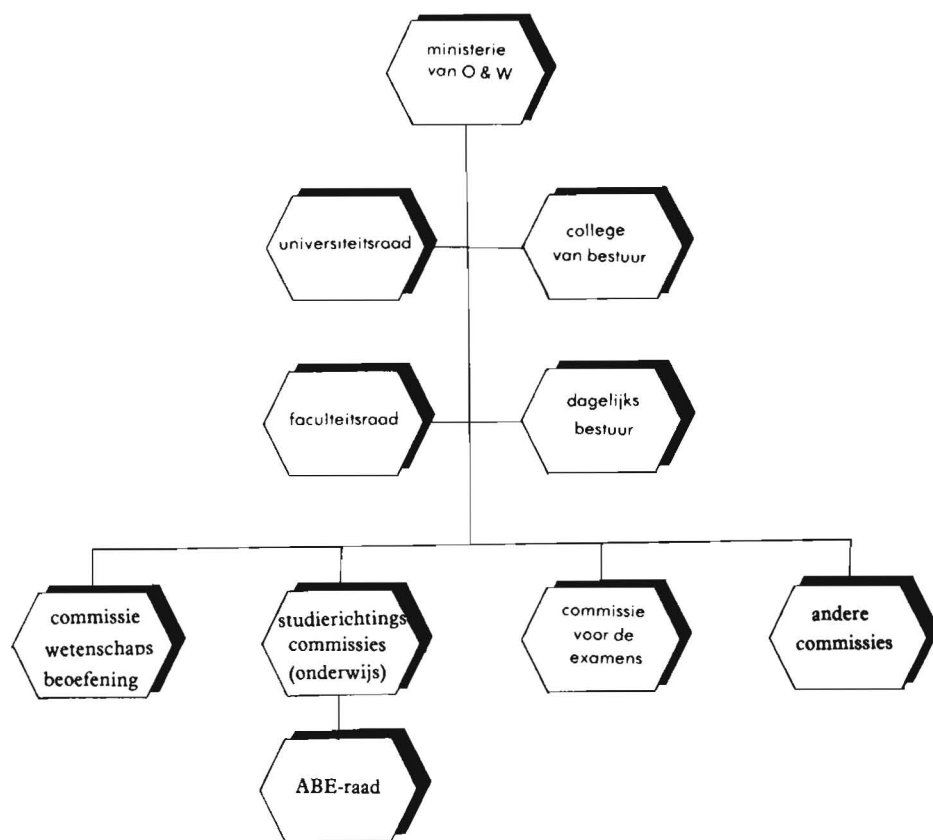 ministerie
van O & W
universiteitsraad
college
van bestuur
faculteitsraad
dagelijks
bestuur
commissie
wetenschaps
beoefening
studierichtings
commissies
(onderwijs)
commissie
voor de
examens
andere
commissies
ABE-raad